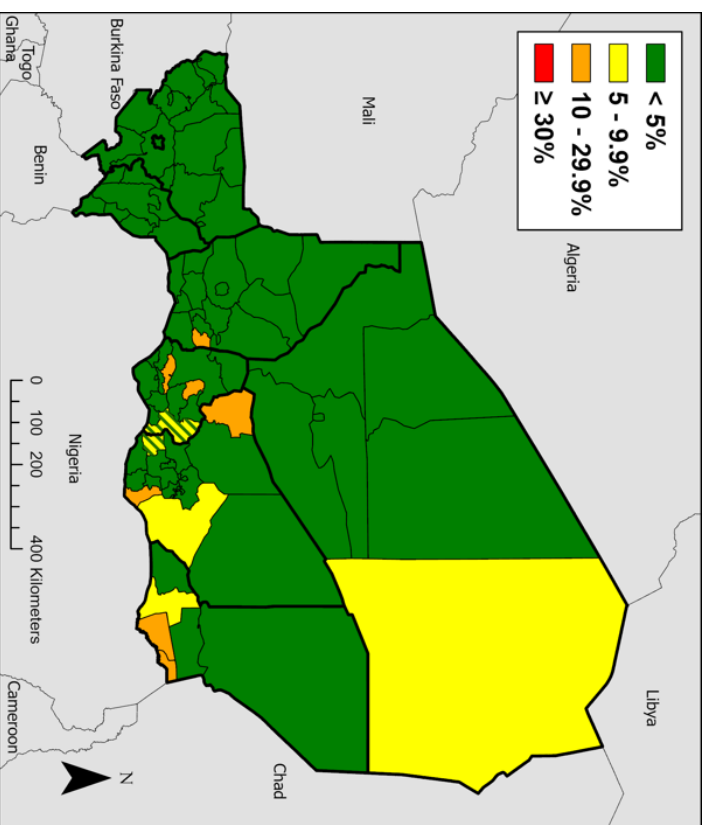 < 5%
5 - 9.9%
10 - 29.9%
≥ 30%
Algeria
Libya
Mali
Chad
Burkina Faso
Togo
Ghana
Benin
Nigeria
Cameroon
0 100 200 400 Kilometers
N